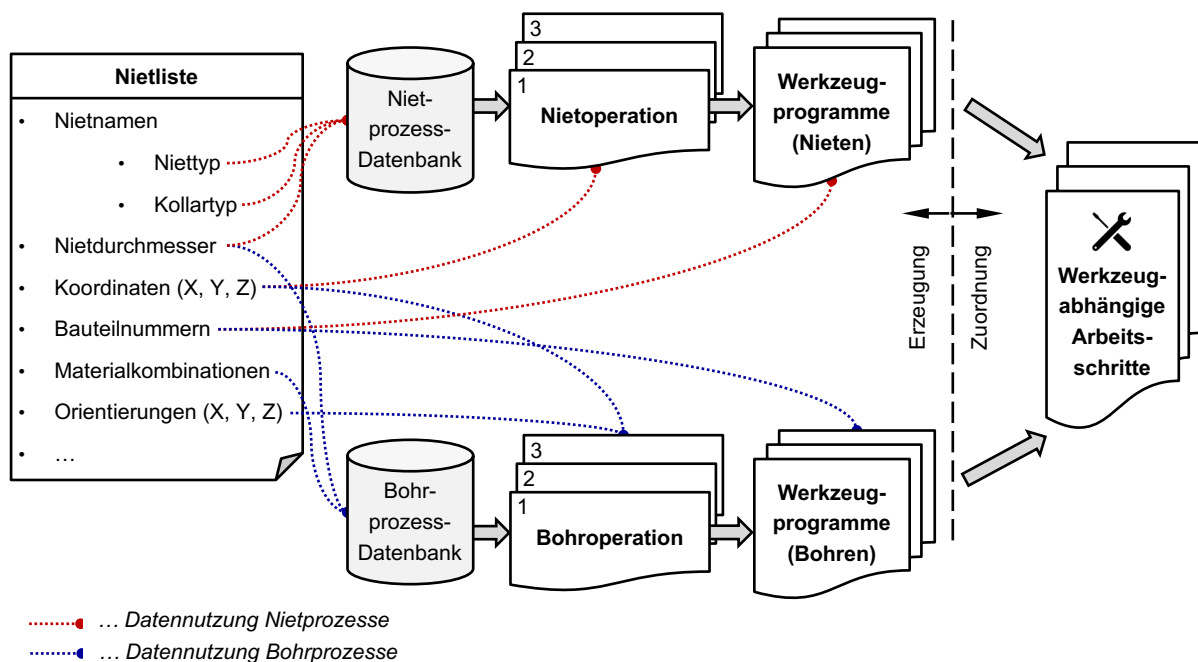 Nietliste
• Nietnamen
• Niettyp
• Kollartyp
• Nietdurchmesser
• Koordinaten (X, Y, Z)
• Bauteilnummern
• Materialkombinationen
• Orientierungen (X, Y, Z)
• …
Niet-
prozess-
Datenbank
3
2
1
Nietoperation
Werkzeug-
programme
(Nieten)
Bohr-
prozess-
Datenbank
3
2
1
Bohroperation
Werkzeug-
programme
(Bohren)
Erzeugung
Zuordnung
Werkzeug-
abhängige
Arbeits-
schritte
… Datennutzung Nietprozesse
… Datennutzung Bohrprozesse